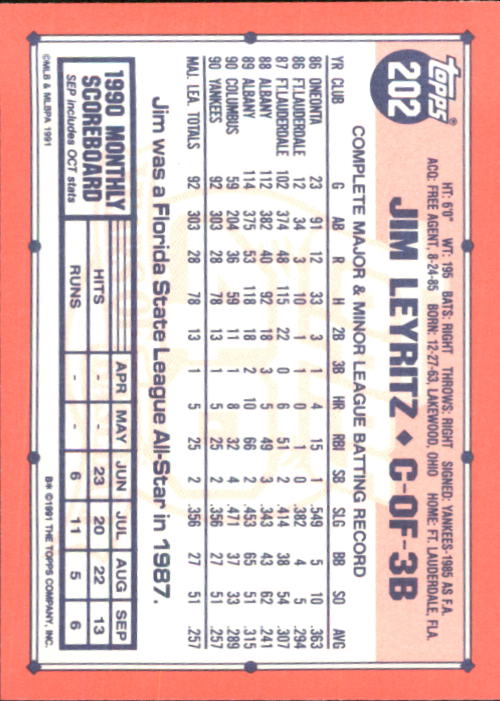 Topps®
202
JIM LEYRITZ ♦ C-OF-3B
HT: 6'0" WT: 195 BATS: RIGHT THROWS: RIGHT SIGNED: YANKEES-1985 AS F.A.
ACQ: FREE AGENT, 8-24-85 BORN: 12-27-63, LAKEWOOD, OHIO HOME: FT. LAUDERDALE, FLA.
COMPLETE MAJOR & MINOR LEAGUE BATTING RECORD
YR CLUB G AB R H 2B 3B HR RBI SB SLG BB SO AVG
86 ONEONTA 23 91 12 33 3 1 4 15 1 .549 5 10 .363
86 FT.LAUDERDALE 12 34 3 10 1 1 0 1 0 .382 4 5 .294
87 FT.LAUDERDALE 102 374 48 115 22 0 6 51 2 .414 38 54 .307
88 ALBANY 112 382 40 92 18 3 5 49 3 .343 43 62 .241
89 ALBANY 114 375 53 118 18 2 10 66 2 .453 65 51 .315
90 COLUMBUS 59 204 36 59 11 1 8 32 4 .471 37 33 .289
90 YANKEES 92 303 28 78 13 1 5 25 2 .356 27 51 .257
MAJ. LEA. TOTALS 92 303 28 78 13 1 5 25 2 .356 27 51 .257
Jim was a Florida State League All-Star in 1987.
1990 MONTHLY
SCOREBOARD
SEP includes OCT stats
APR MAY JUN JUL AUG SEP
HITS - - 23 20 22 13
RUNS - - 6 11 5 6
©MLB & MLBPA 1991
B* ©1991 THE TOPPS COMPANY, INC.